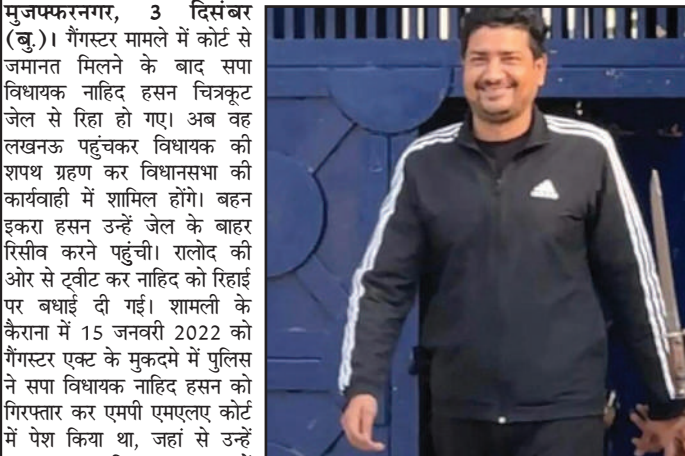 मुजफ्फरनगर, 3 दिसंबर
(बु.)। गैंगस्टर मामले में कोर्ट से
जमानत मिलने के बाद सपा
विधायक नाहिद हसन चित्रकूट
जेल से रिहा हो गए। अब वह
लखनऊ पहुंचकर विधायक की
शपथ ग्रहण कर विधानसभा की
कार्यवाही में शामिल होंगे। बहन
इकरा हसन उन्हें जेल के बाहर
रिसीव करने पहुंची। रालोद की
ओर से ट्वीट कर नाहिद को रिहाई
पर बधाई दी गई। शामली के
कैराना में 15 जनवरी 2022 को
गैंगस्टर एक्ट के मुकदमे में पुलिस
ने सपा विधायक नाहिद हसन को
गिरफ्तार कर एमपी एमएलए कोर्ट
में पेश किया था, जहां से उन्हें
adidas